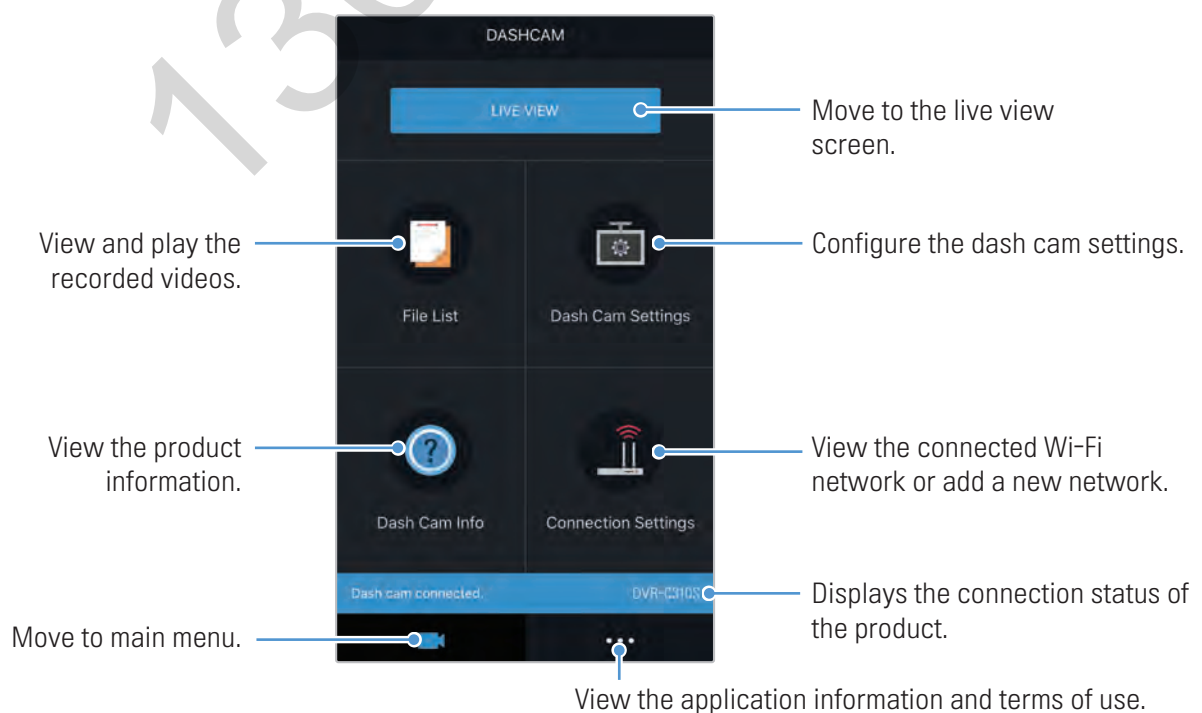 DASHCAM
LIVE VIEW
Move to the live view
screen.
View and play the
recorded videos.
Configure the dash cam settings.
File List
Dash Cam Settings
View the product
information.
?
View the connected Wi-Fi
network or add a new network.
Dash Cam Info
Connection Settings
Dash cam connected.
DVR-C310S
Displays the connection status of
the product.
Move to main menu.
View the application information and terms of use.